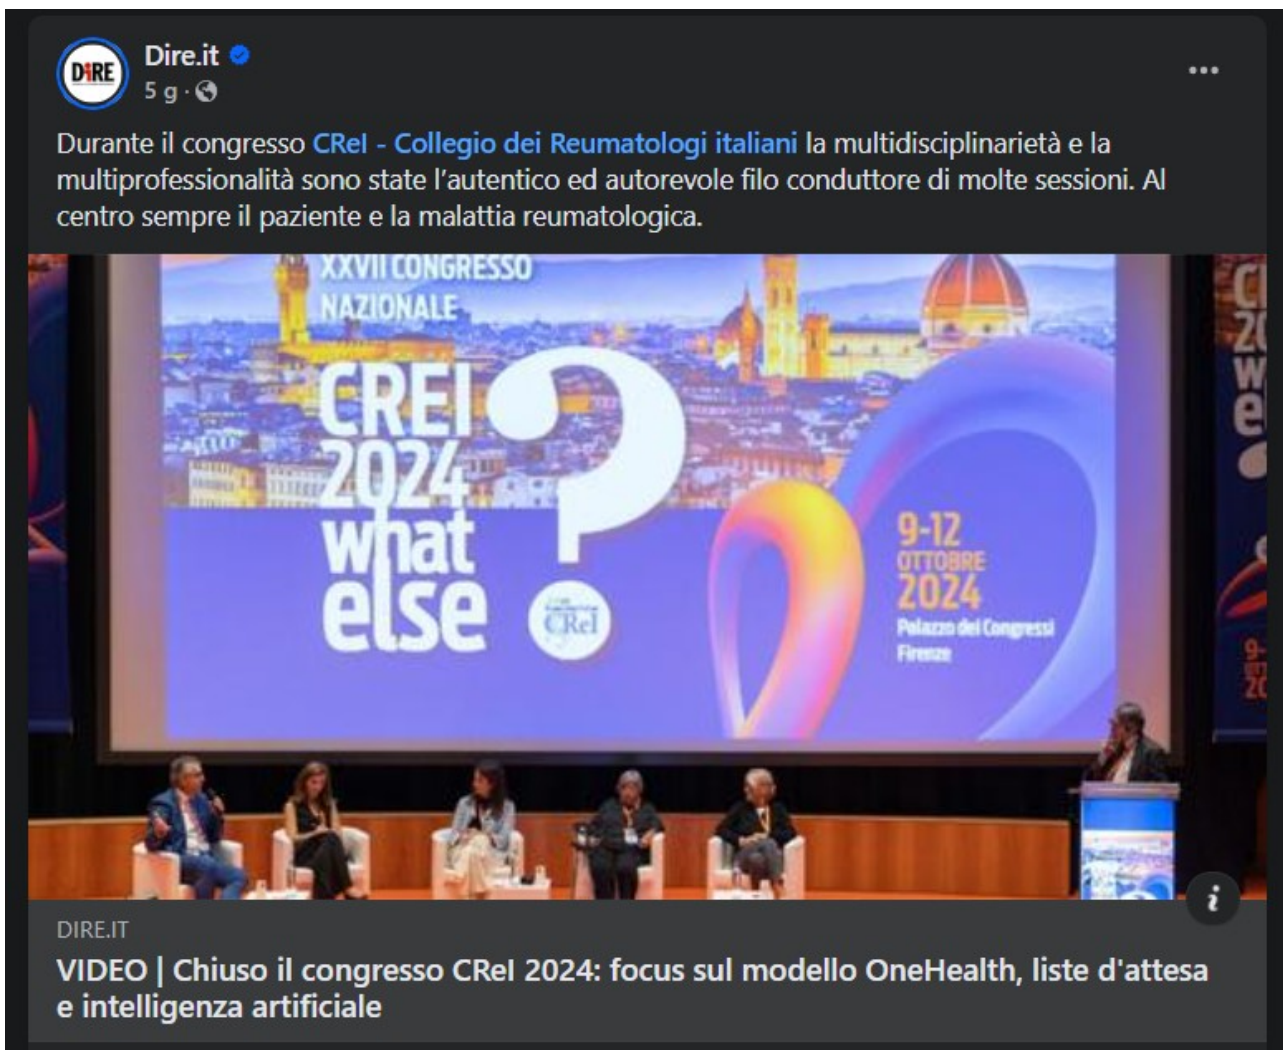 DiRE
Dire.it
5 g ·
Durante il congresso CReI - Collegio dei Reumatologi italiani la multidisciplinarietà e la
multiprofessionalità sono state l'autentico ed autorevole filo conduttore di molte sessioni. Al
centro sempre il paziente e la malattia reumatologica.
XXVII CONGRESSO
NAZIONALE
CREI
2024
what
else
?
CReI
9-12
OTTOBRE
2024
Palazzo dei Congressi
Firenze
DIRE.IT
VIDEO | Chiuso il congresso CReI 2024: focus sul modello OneHealth, liste d'attesa
e intelligenza artificiale